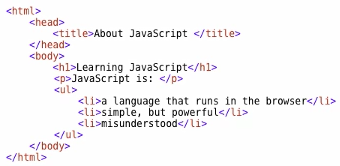 <html>
    <head>
        <title>About JavaScript </title>
    </head>
    <body>
        <h1>Learning JavaScript</h1>
        <p>JavaScript is: </p>
        <ul>
            <li>a language that runs in the browser</li>
            <li>simple, but powerful</li>
            <li>misunderstood</li>
        </ul>
    </body>
</html>